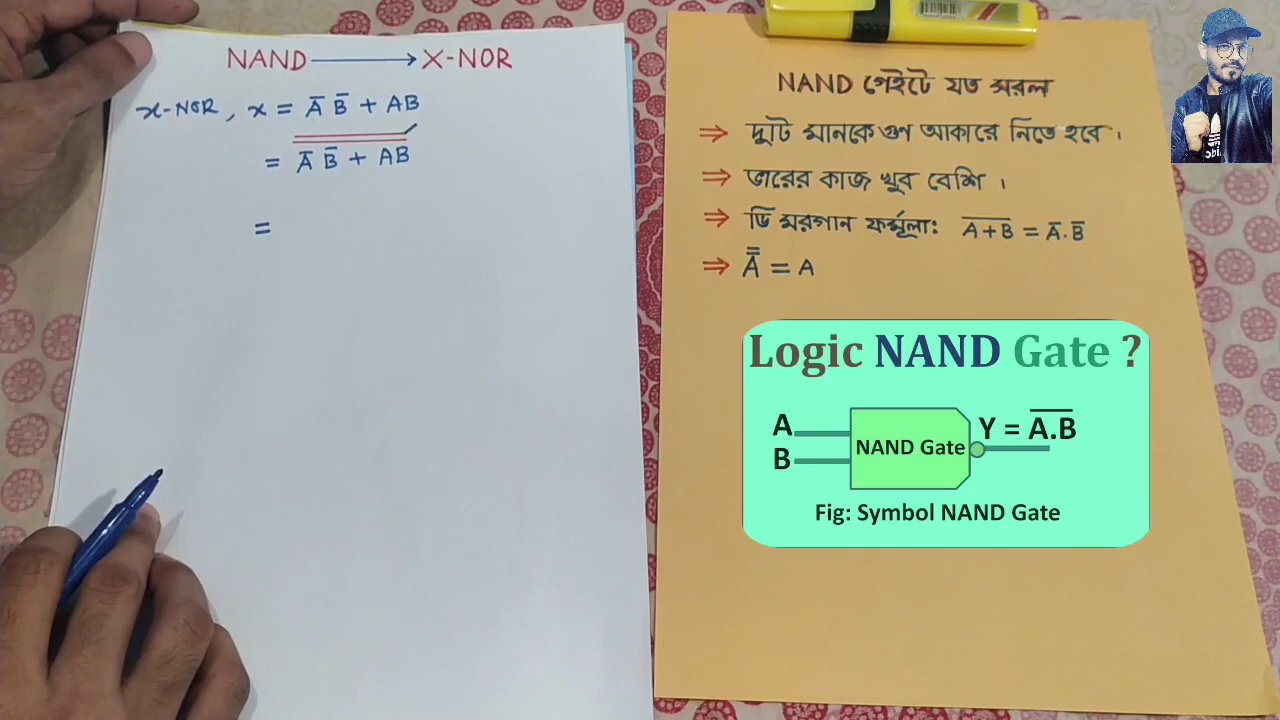 NAND → X-NOR
X-NOR, x = A̅ B̅ + AB
= A̿ ̿B̿̅ ̿+̿ ̿A̿B̿
=
NAND গেইটে যত সরল
⇒ দুটি মানকে গুণ আকারে নিতে হবে ।
⇒ ভারের কাজ খুব বেশি ।
⇒ ডি মরগান ফর্মূলা: A̅+̅B̅ = A̅.B̅
⇒ A̿ = A
Logic NAND Gate ?
A
B
NAND Gate
Y = A̅.̅B̅
Fig: Symbol NAND Gate